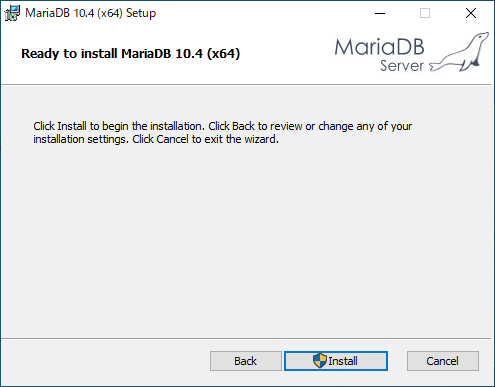 MariaDB 10.4 (x64) Setup
Ready to install MariaDB 10.4 (x64)
MariaDB
Server
Click Install to begin the installation. Click Back to review or change any of your
installation settings. Click Cancel to exit the wizard.
Back
Install
Cancel